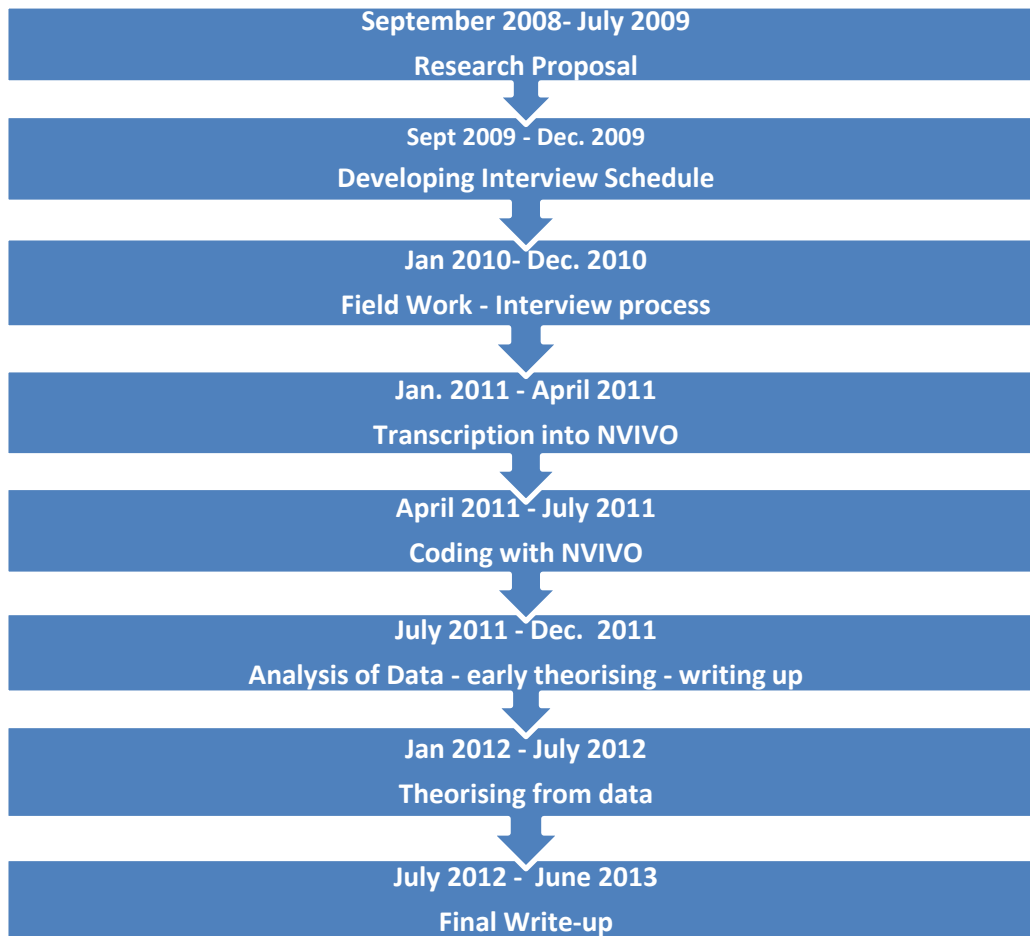 September 2008- July 2009
Research Proposal
Sept 2009 - Dec. 2009
Developing Interview Schedule
Jan 2010- Dec. 2010
Field Work - Interview process
Jan. 2011 - April 2011
Transcription into NVIVO
April 2011 - July 2011
Coding with NVIVO
July 2011 - Dec.  2011
Analysis of Data - early theorising - writing up
Jan 2012 - July 2012
Theorising from data
July 2012 -  June 2013
Final Write-up